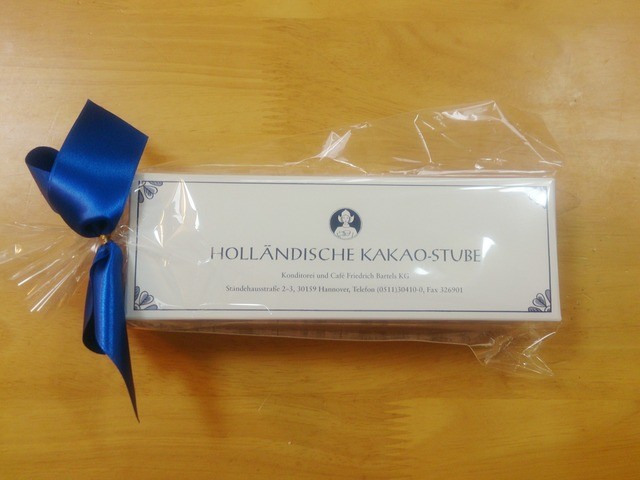 HOLLÄNDISCHE KAKAO-STUBE
Konditorei und Café Friedrich Bartels KG
Ständehausstraße 2-3, 30159 Hannover, Telefon (0511)30410-0, Fax 326901